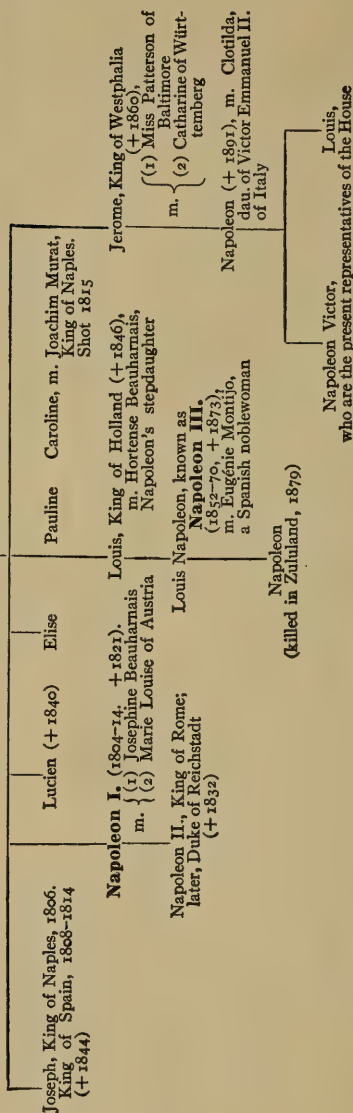 Joseph, King of Naples, 1806.
King of Spain, 1808-1814
(+1844)
Lucien (+1840)
Elise
Pauline
Caroline, m. Joachim Murat,
King of Naples.
Shot 1815
Napoleon I. (1804-14. +1821).
m. { (1) Josephine Beauharnais
(2) Marie Louise of Austria
Louis, King of Holland (+1846),
m. Hortense Beauharnais,
Napoleon's stepdaughter
Jerome, King of Westphalia
(+1860),
m. { (1) Miss Patterson of
Baltimore
(2) Catharine of Würt-
temberg
Napoleon II., King of Rome;
later, Duke of Reichstadt
(+1832)
Louis Napoleon, known as
Napoleon III.
(1852-70, +1873),
m. Eugénie Montijo,
a Spanish noblewoman
Napoleon (+1891), m. Clotilda,
dau. of Victor Emmanuel II.
of Italy
Napoleon
(killed in Zululand, 1879)
Napoleon Victor,
Louis,
who are the present representatives of the House